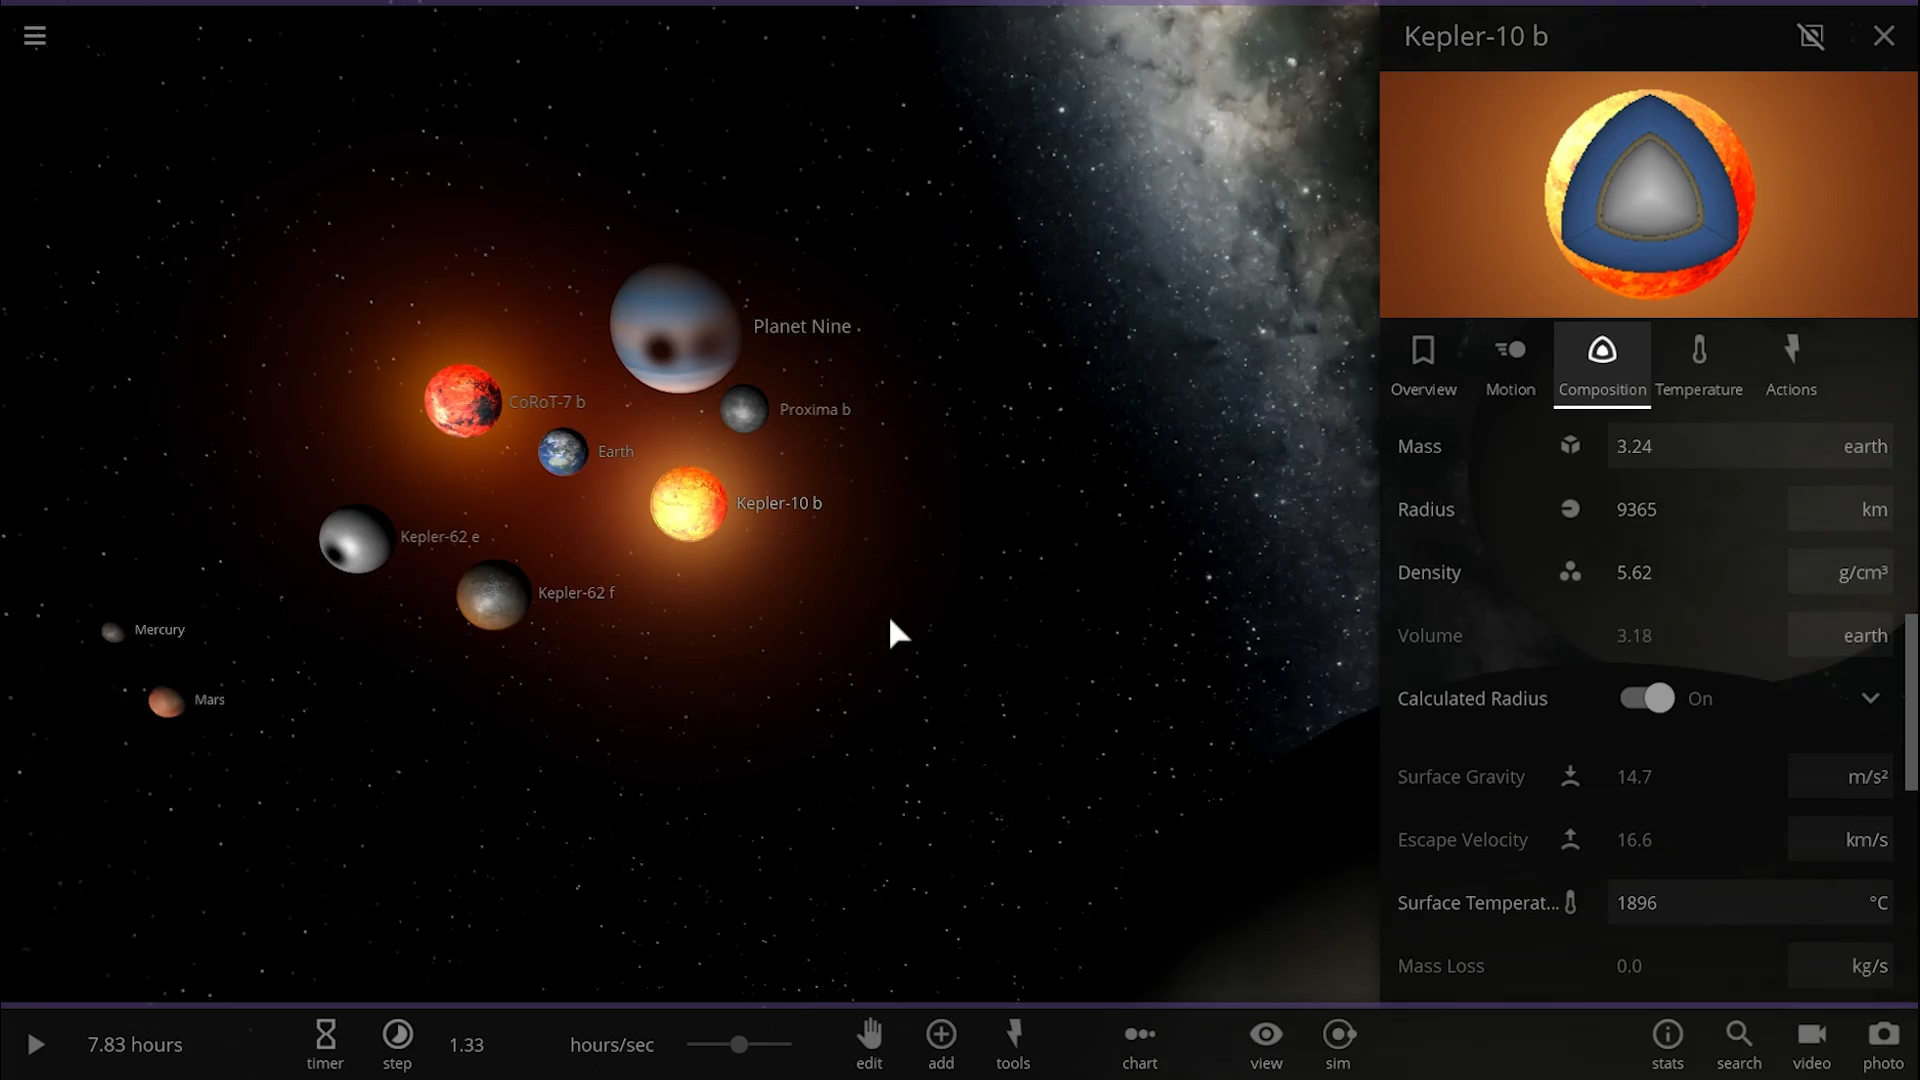 Kepler-10 b
Planet Nine
CoRoT-7 b
Proxima b
Earth
Kepler-10 b
Kepler-62 e
Kepler-62 f
Mercury
Mars
Overview Motion Composition Temperature Actions
Mass 3.24 earth
Radius 9365 km
Density 5.62 g/cm³
Volume 3.18 earth
Calculated Radius On
Surface Gravity 14.7 m/s²
Escape Velocity 16.6 km/s
Surface Temperat... 1896 °C
Mass Loss 0.0 kg/s
7.83 hours timer step 1.33 hours/sec edit add tools chart view sim stats search video photo